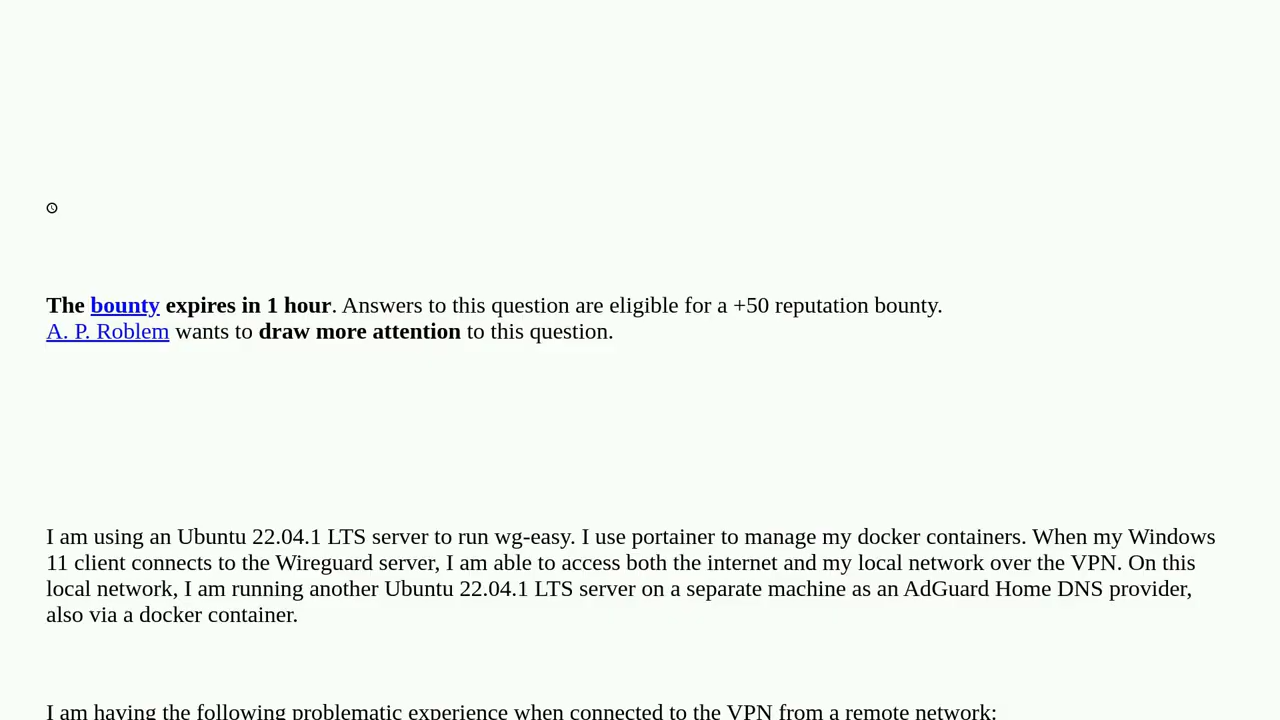 The bounty expires in 1 hour. Answers to this question are eligible for a +50 reputation bounty.
A. P. Roblem wants to draw more attention to this question.
I am using an Ubuntu 22.04.1 LTS server to run wg-easy. I use portainer to manage my docker containers. When my Windows
11 client connects to the Wireguard server, I am able to access both the internet and my local network over the VPN. On this
local network, I am running another Ubuntu 22.04.1 LTS server on a separate machine as an AdGuard Home DNS provider,
also via a docker container.
I am having the following problematic experience when connected to the VPN from a remote network: